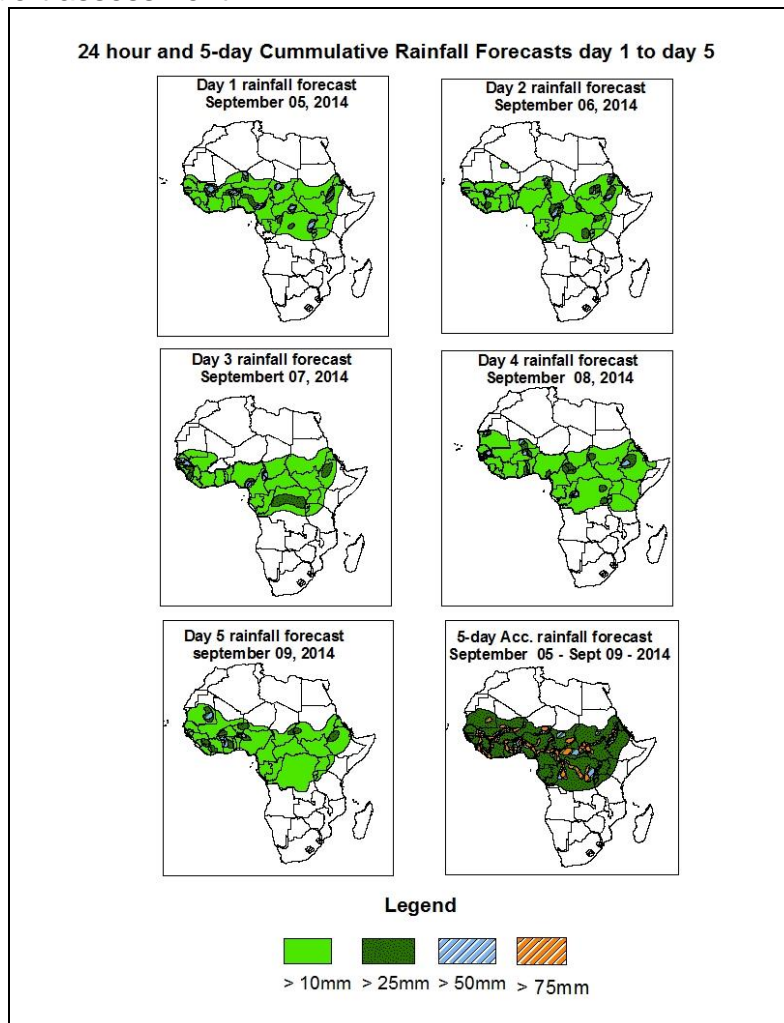 24 hour and 5-day Cummulative Rainfall Forecasts day 1 to day 5
Day 1 rainfall forecast
September 05, 2014
Day 2 rainfall forecast
September 06, 2014
Day 3 rainfall forecast
Septembert 07, 2014
Day 4 rainfall forecast
September 08, 2014
Day 5 rainfall forecast
september 09, 2014
5-day Acc. rainfall forecast
September 05 - Sept 09 - 2014
Legend
> 10mm > 25mm > 50mm > 75mm